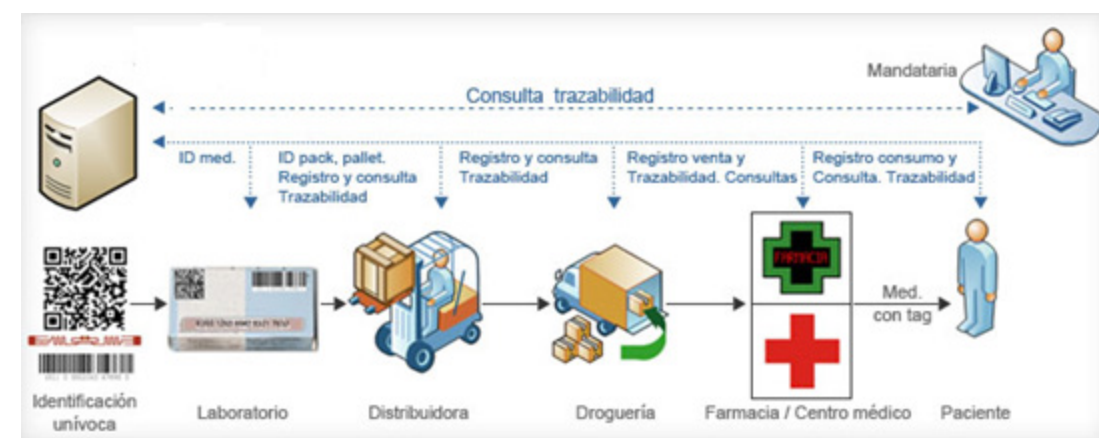 Mandataria
Consulta trazabilidad
ID med.
ID pack, pallet.
Registro y consulta
Trazabilidad
Registro y consulta
Trazabilidad
Registro venta y
Trazabilidad. Consultas
Registro consumo y
Consulta. Trazabilidad
FARMACIA
Med.
con tag
Identificación
unívoca
Laboratorio
Distribuidora
Droguería
Farmacia / Centro médico
Paciente